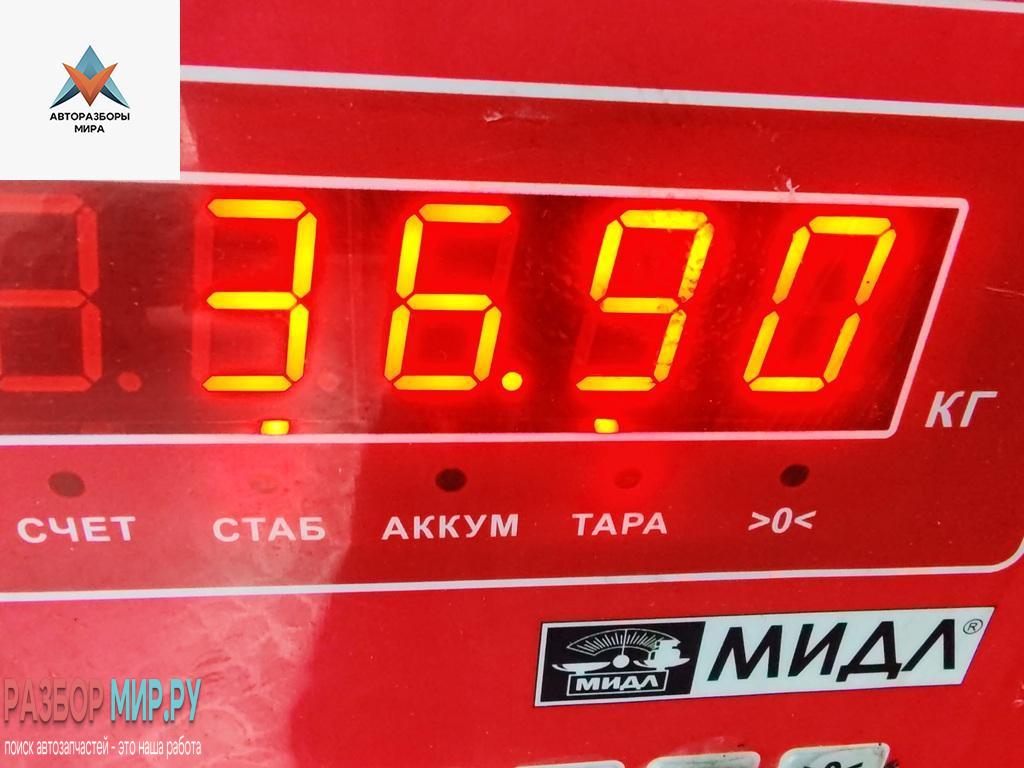 АВТОРАЗБОРЫ
МИРА
36.90
КГ
СЧЕТ СТАБ АККУМ ТАРА >0<
МИДЛ МИДЛ®
РАЗБОР МИР.РУ
поиск автозапчастей - это наша работа
>0<